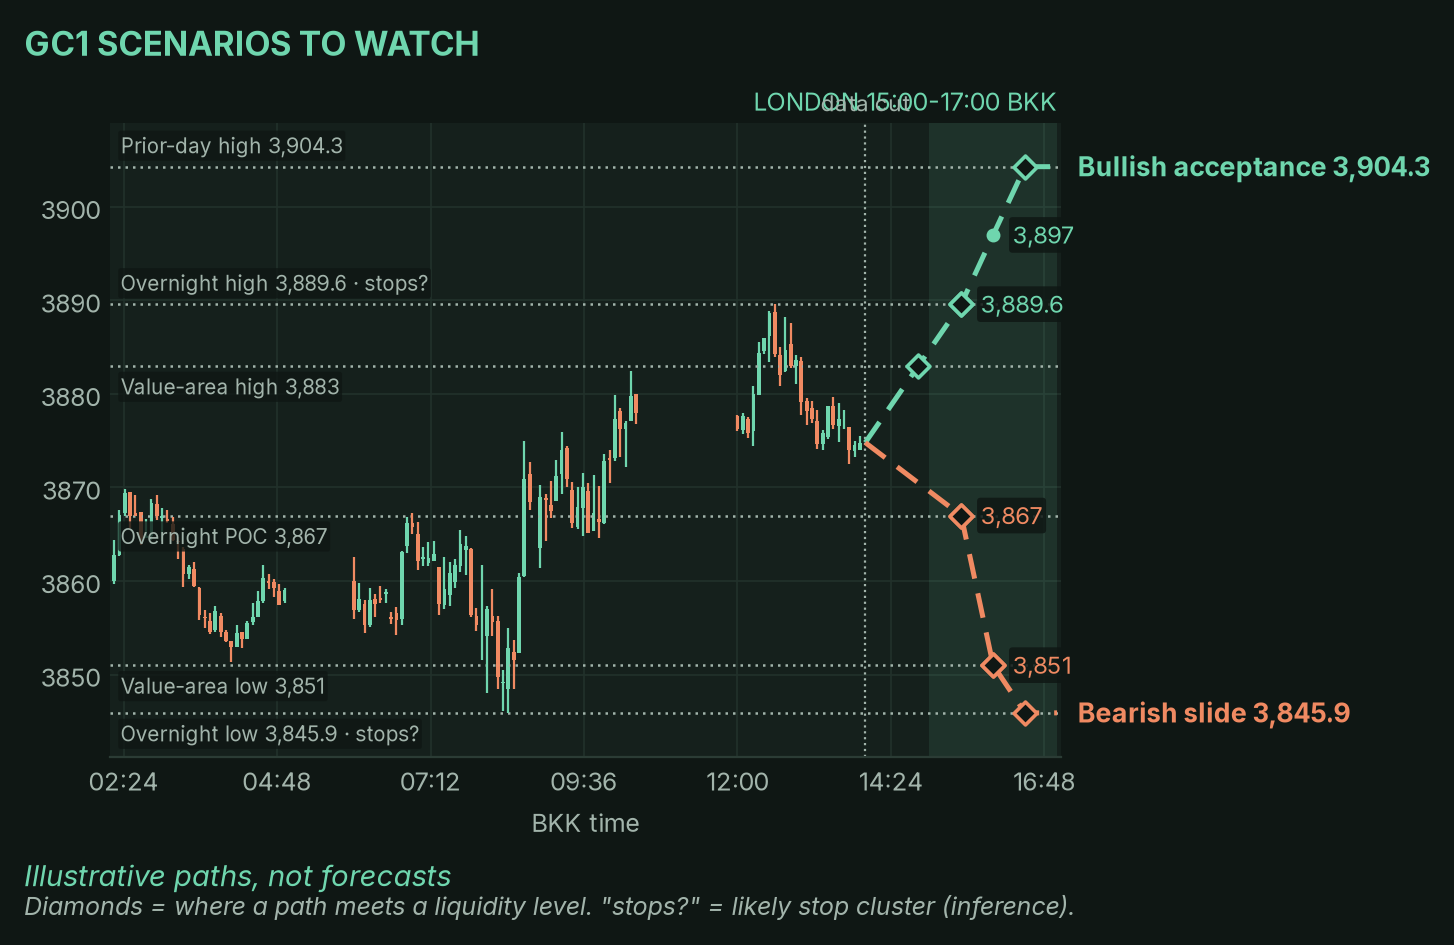 GC1 SCENARIOS TO WATCH
LONDON 15:00-17:00 BKK
data cut
Prior-day high 3,904.3
Bullish acceptance 3,904.3
3900
3,897
Overnight high 3,889.6 · stops?
3890
3,889.6
Value-area high 3,883
3880
3870
3,867
Overnight POC 3,867
3860
3,851
3850
Value-area low 3,851
Bearish slide 3,845.9
Overnight low 3,845.9 · stops?
02:24 04:48 07:12 09:36 12:00 14:24 16:48
BKK time
Illustrative paths, not forecasts
Diamonds = where a path meets a liquidity level. "stops?" = likely stop cluster (inference).